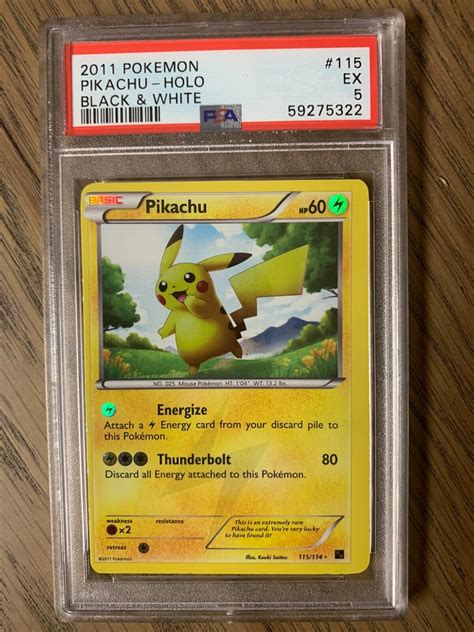 2011 POKEMON #115
PIKACHU – HOLO EX
BLACK & WHITE 5
PSA 59275322
BASIC Pikachu HP60
NO. 025 Mouse Pokémon HT: 1'04" WT: 13.2 lbs.
Energize
Attach a Energy card from your discard pile to
this Pokémon.
Thunderbolt 80
Discard all Energy attached to this Pokémon.
weakness resistance
×2
retreat
This is an extremely rare
Pikachu card. You're very lucky
to have found it!
©2011 Pokémon Illus. Kouki Saitou 115/114